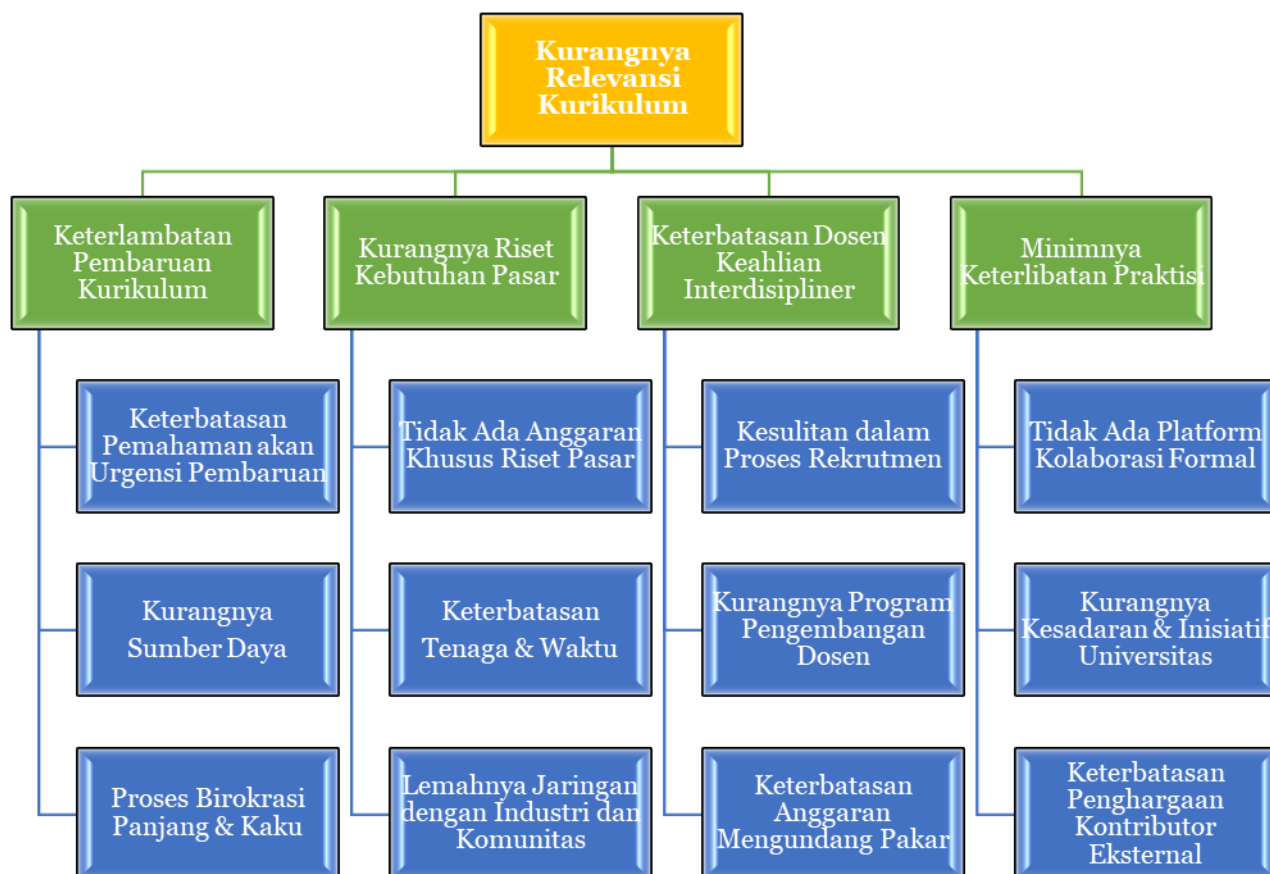 Kurangnya
Relevansi
Kurikulum
Keterlambatan
Pembaruan
Kurikulum
Kurangnya Riset
Kebutuhan Pasar
Keterbatasan Dosen
Keahlian
Interdisipliner
Minimnya
Keterlibatan Praktisi
Keterbatasan
Pemahaman akan
Urgensi Pembaruan
Tidak Ada Anggaran
Khusus Riset Pasar
Kesulitan dalam
Proses Rekrutmen
Tidak Ada Platform
Kolaborasi Formal
Kurangnya
Sumber Daya
Keterbatasan
Tenaga & Waktu
Kurangnya Program
Pengembangan
Dosen
Kurangnya
Kesadaran & Inisiatif
Universitas
Proses Birokrasi
Panjang & Kaku
Lemahnya Jaringan
dengan Industri dan
Komunitas
Keterbatasan
Anggaran
Mengundang Pakar
Keterbatasan
Penghargaan
Kontributor
Eksternal